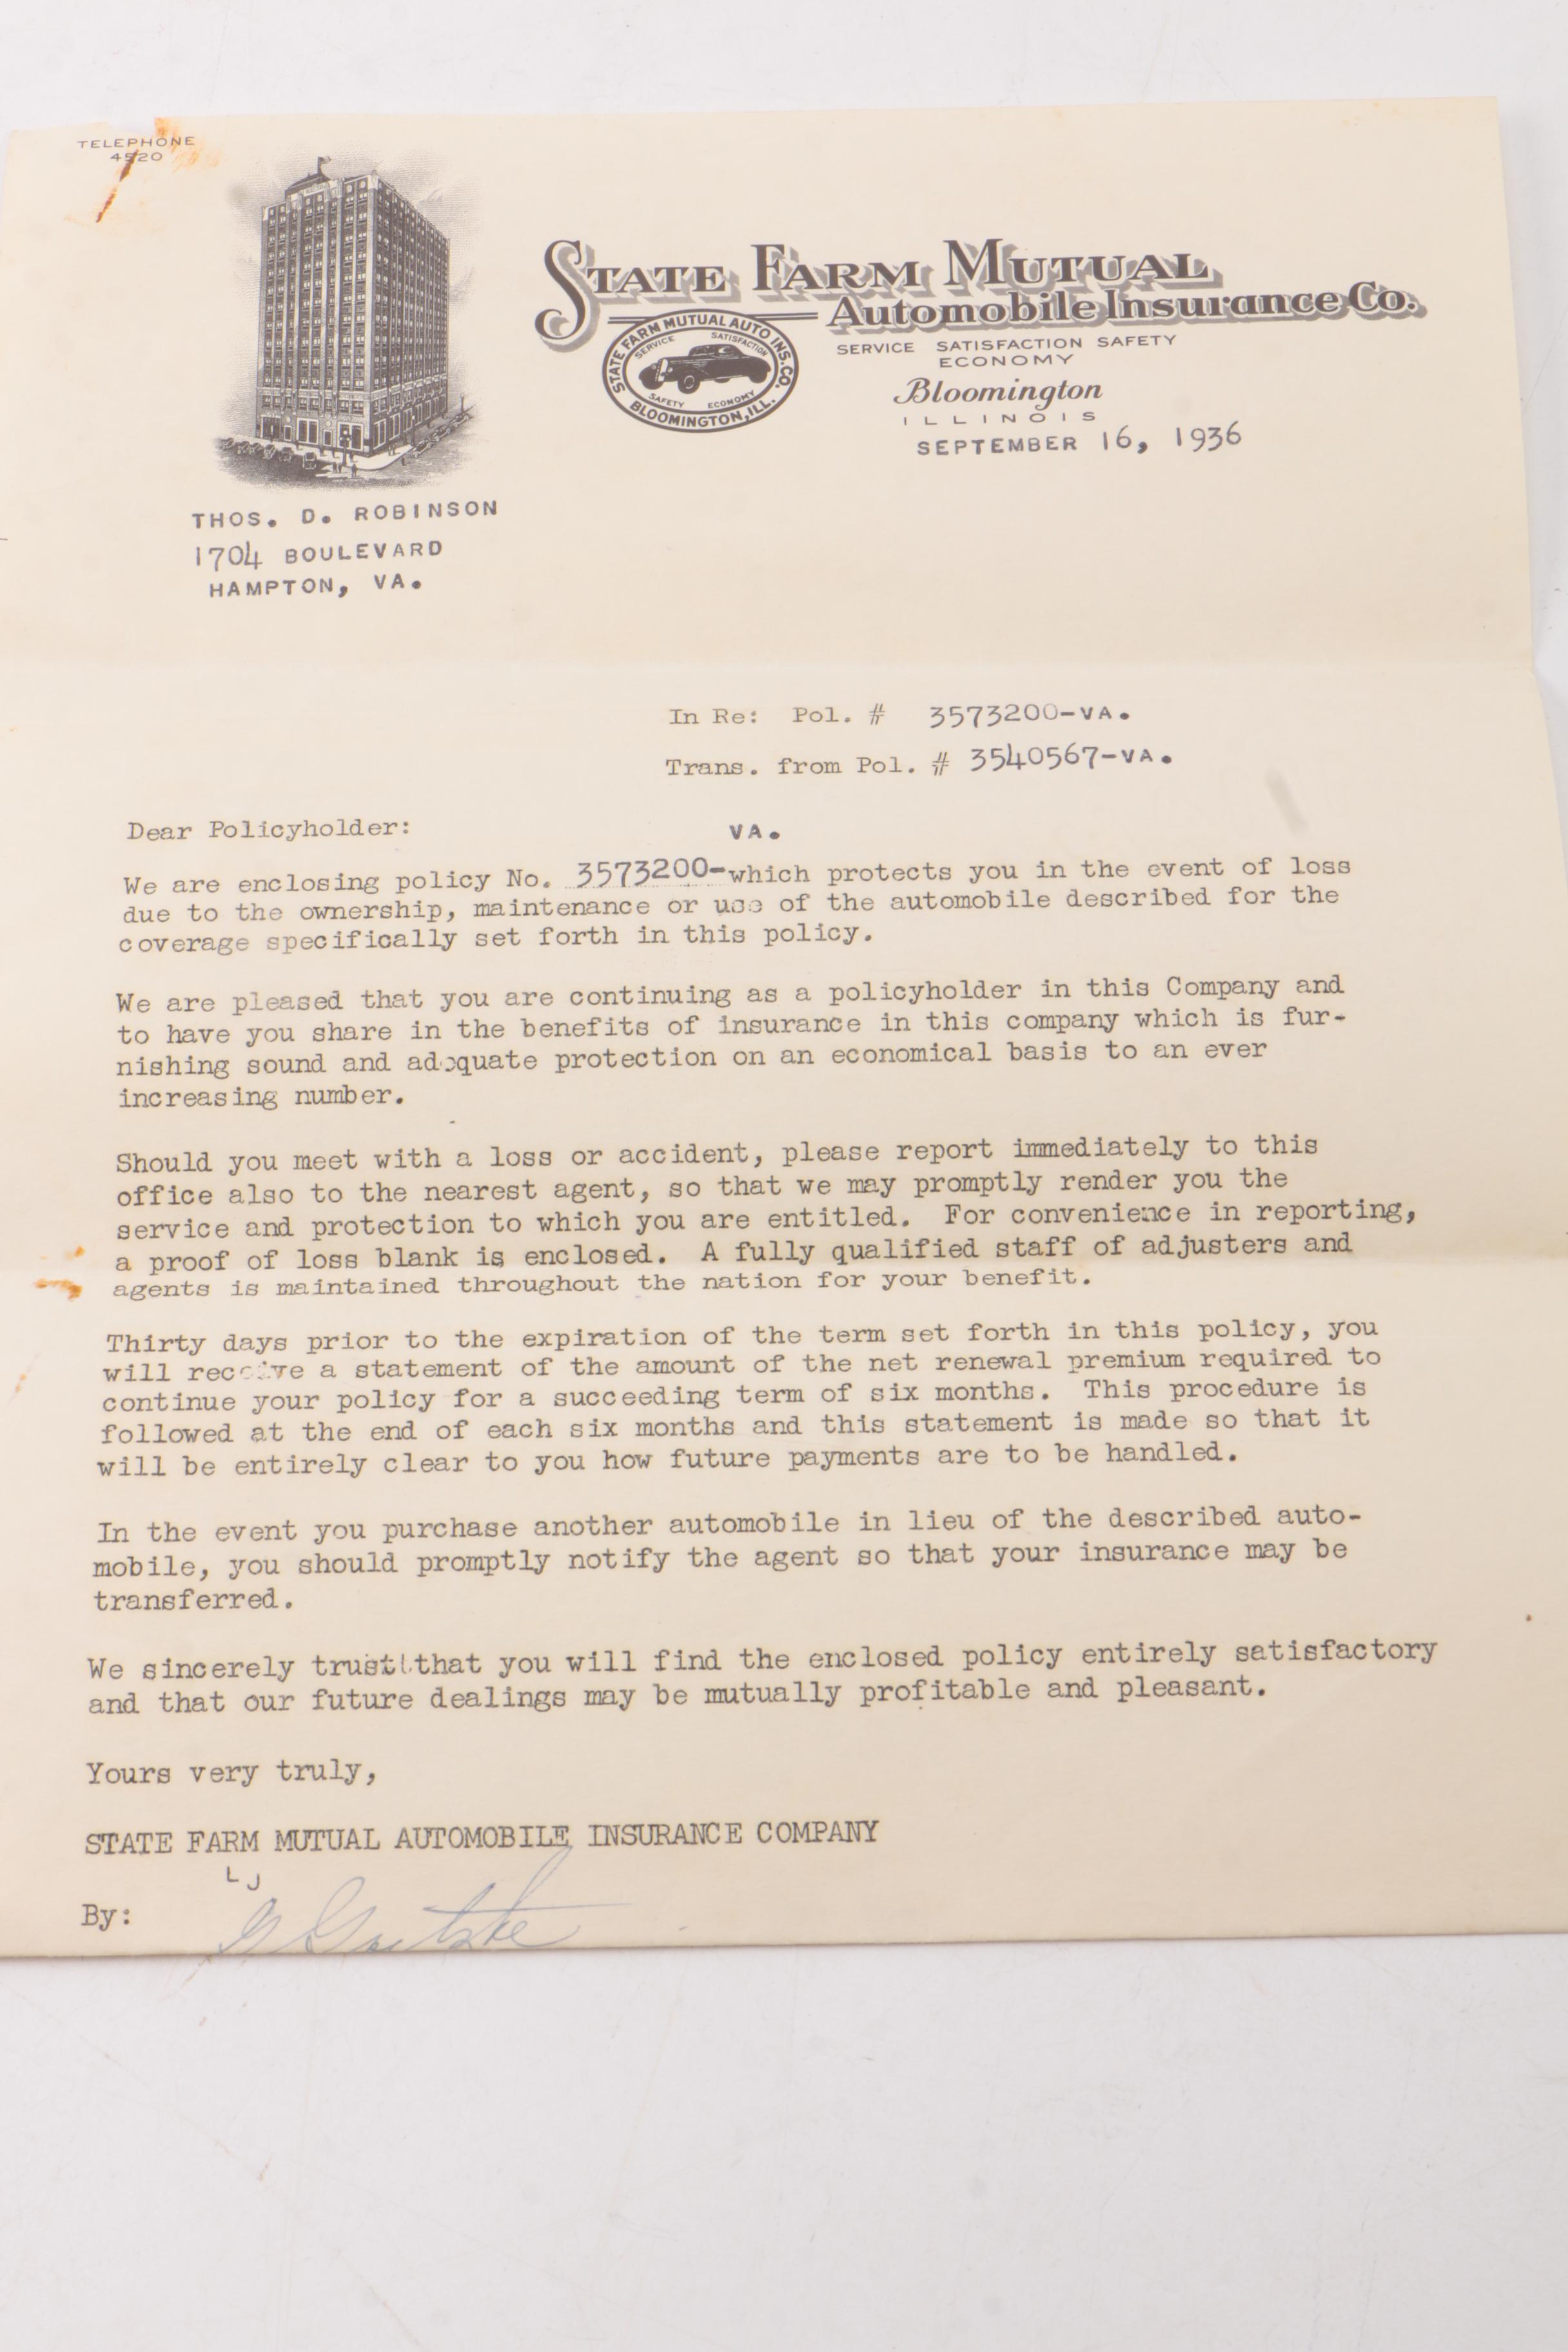 TELEPHONE
4520
STATE FARM MUTUAL
Automobile Insurance Co.
STATE FARM MUTUAL AUTO INS. CO.
SERVICE SATISFACTION
SAFETY ECONOMY
BLOOMINGTON, ILL.
SERVICE SATISFACTION SAFETY
ECONOMY
Bloomington
ILLINOIS
SEPTEMBER 16, 1936
THOS. D. ROBINSON
1704 BOULEVARD
HAMPTON, VA.
In Re: Pol. # 3573200-VA.
Trans. from Pol. # 3540567-VA.
Dear Policyholder:
VA.
We are enclosing policy No. 3573200-which protects you in the event of loss
due to the ownership, maintenance or use of the automobile described for the
coverage specifically set forth in this policy.
We are pleased that you are continuing as a policyholder in this Company and
to have you share in the benefits of insurance in this company which is fur-
nishing sound and adequate protection on an economical basis to an ever
increasing number.
Should you meet with a loss or accident, please report immediately to this
office also to the nearest agent, so that we may promptly render you the
service and protection to which you are entitled. For convenience in reporting,
a proof of loss blank is enclosed. A fully qualified staff of adjusters and
agents is maintained throughout the nation for your benefit.
Thirty days prior to the expiration of the term set forth in this policy, you
will receive a statement of the amount of the net renewal premium required to
continue your policy for a succeeding term of six months. This procedure is
followed at the end of each six months and this statement is made so that it
will be entirely clear to you how future payments are to be handled.
In the event you purchase another automobile in lieu of the described auto-
mobile, you should promptly notify the agent so that your insurance may be
transferred.
We sincerely trust that you will find the enclosed policy entirely satisfactory
and that our future dealings may be mutually profitable and pleasant.
Yours very truly,
STATE FARM MUTUAL AUTOMOBILE INSURANCE COMPANY
LJ
By: